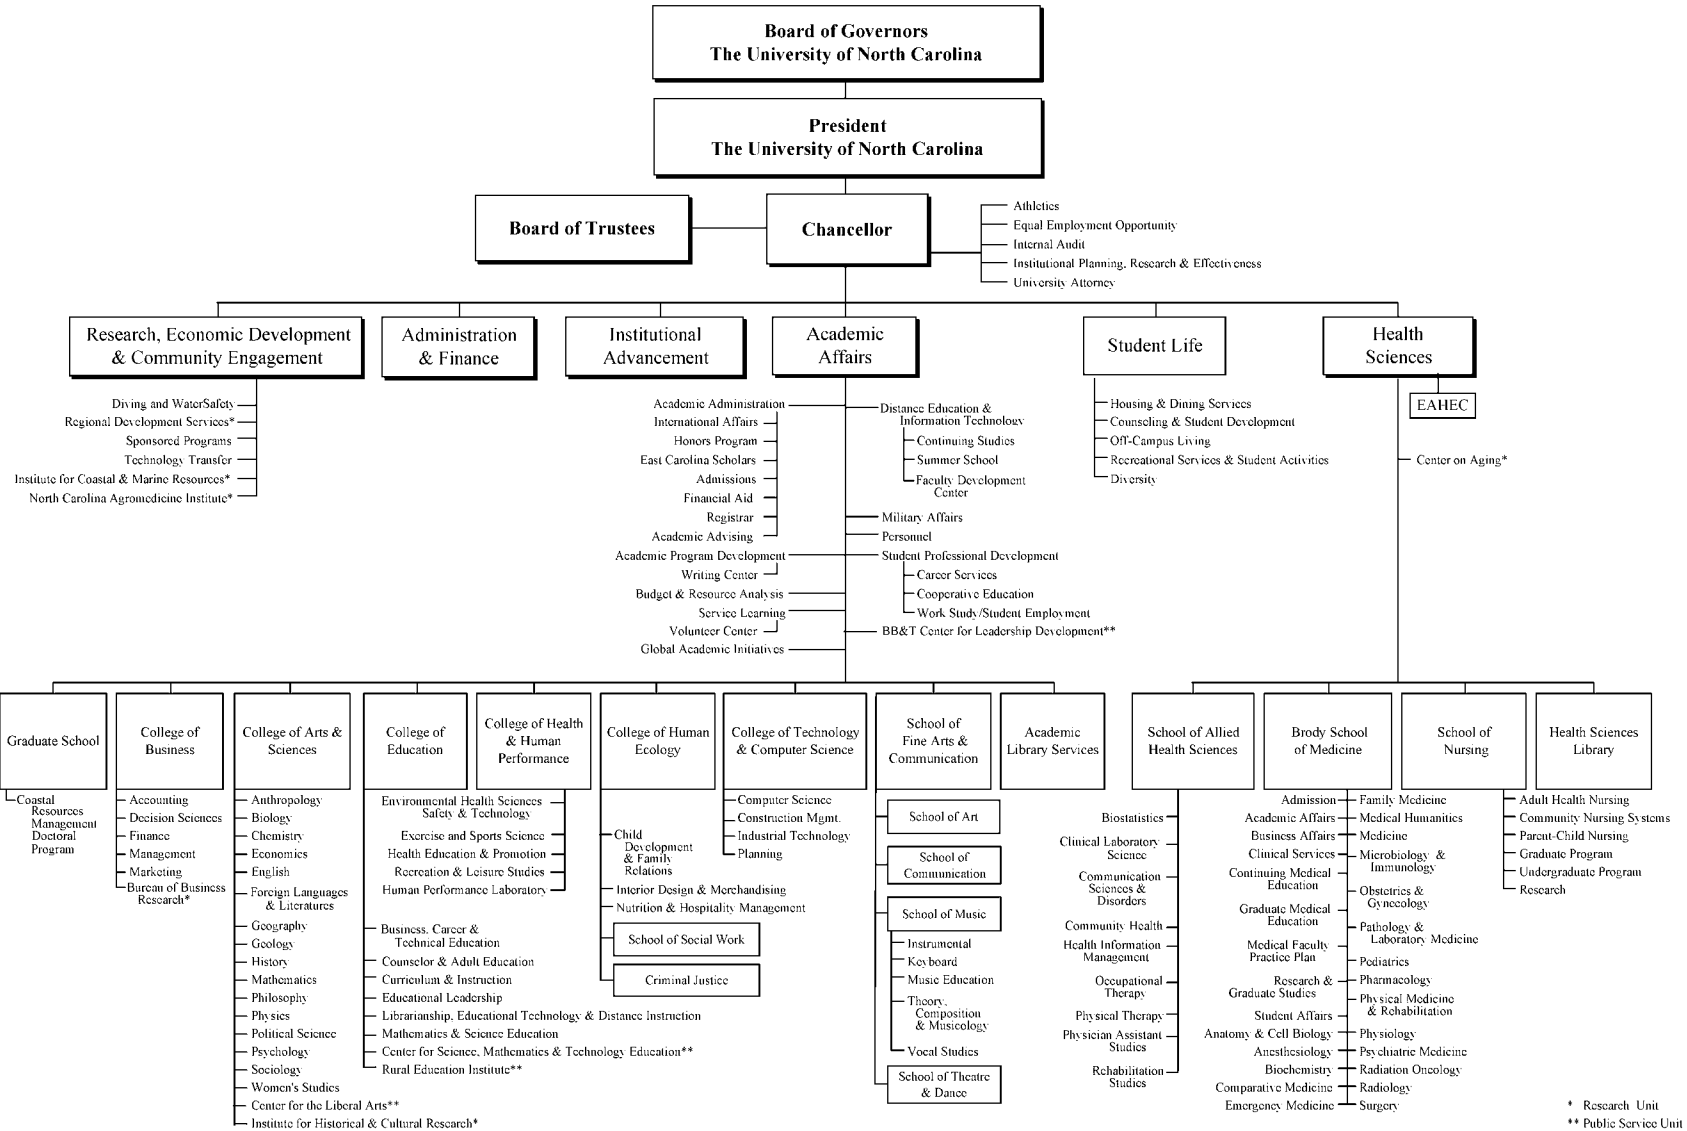 Board of Governors
The University of North Carolina
President
The University of North Carolina
Board of Trustees
Chancellor
Athletics
Equal Employment Opportunity
Internal Audit
Institutional Planning, Research & Effectiveness
University Attorney
Research, Economic Development
& Community Engagement
Administration
& Finance
Institutional
Advancement
Academic
Affairs
Student Life
Health
Sciences
EAHEC
Diving and WaterSafety
Regional Development Services*
Sponsored Programs
Technology Transfer
Institute for Coastal & Marine Resources*
North Carolina Agromedicine Institute*
Academic Administration
International Affairs
Honors Program
East Carolina Scholars
Admissions
Financial Aid
Registrar
Academic Advising
Academic Program Development
Writing Center
Budget & Resource Analysis
Service Learning
Volunteer Center
Global Academic Initiatives
Distance Education &
Information Technology
Continuing Studies
Summer School
Faculty Development
Center
Military Affairs
Personnel
Student Professional Development
Career Services
Cooperative Education
Work Study/Student Employment
BB&T Center for Leadership Development**
Housing & Dining Services
Counseling & Student Development
Off-Campus Living
Recreational Services & Student Activities
Diversity
Center on Aging*
Graduate School
Coastal
Resources
Management
Doctoral
Program
College of
Business
Accounting
Decision Sciences
Finance
Management
Marketing
Bureau of Business
Research*
College of Arts &
Sciences
Anthropology
Biology
Chemistry
Economics
English
Foreign Languages
& Literatures
Geography
Geology
History
Mathematics
Philosophy
Physics
Political Science
Psychology
Sociology
Women's Studies
Center for the Liberal Arts**
Institute for Historical & Cultural Research*
College of
Education
Business, Career &
Technical Education
Counselor & Adult Education
Curriculum & Instruction
Educational Leadership
Librarianship, Educational Technology & Distance Instruction
Mathematics & Science Education
Center for Science, Mathematics & Technology Education**
Rural Education Institute**
College of Health
& Human
Performance
Environmental Health Sciences
Safety & Technology
Exercise and Sports Science
Health Education & Promotion
Recreation & Leisure Studies
Human Performance Laboratory
College of Human
Ecology
Child
Development
& Family
Relations
Interior Design & Merchandising
Nutrition & Hospitality Management
School of Social Work
Criminal Justice
College of Technology
& Computer Science
Computer Science
Construction Mgmt.
Industrial Technology
Planning
School of
Fine Arts &
Communication
School of Art
School of
Communication
School of Music
Instrumental
Keyboard
Music Education
Theory,
Composition
& Musicology
Vocal Studies
School of Theatre
& Dance
Academic
Library Services
School of Allied
Health Sciences
Biostatistics
Clinical Laboratory
Science
Communication
Sciences &
Disorders
Community Health
Health Information
Management
Occupational
Therapy
Physical Therapy
Physician Assistant
Studies
Rehabilitation
Studies
Brody School
of Medicine
Admission
Academic Affairs
Business Affairs
Clinical Services
Continuing Medical
Education
Graduate Medical
Education
Medical Faculty
Practice Plan
Research &
Graduate Studies
Student Affairs
Anatomy & Cell Biology
Anesthesiology
Biochemistry
Comparative Medicine
Emergency Medicine
Family Medicine
Medical Humanities
Medicine
Microbiology &
Immunology
Obstetrics &
Gynecology
Pathology &
Laboratory Medicine
Pediatrics
Pharmacology
Physical Medicine
& Rehabilitation
Physiology
Psychiatric Medicine
Radiation Oncology
Radiology
Surgery
School of
Nursing
Adult Health Nursing
Community Nursing Systems
Parent-Child Nursing
Graduate Program
Undergraduate Program
Research
Health Sciences
Library
* Research Unit
** Public Service Unit